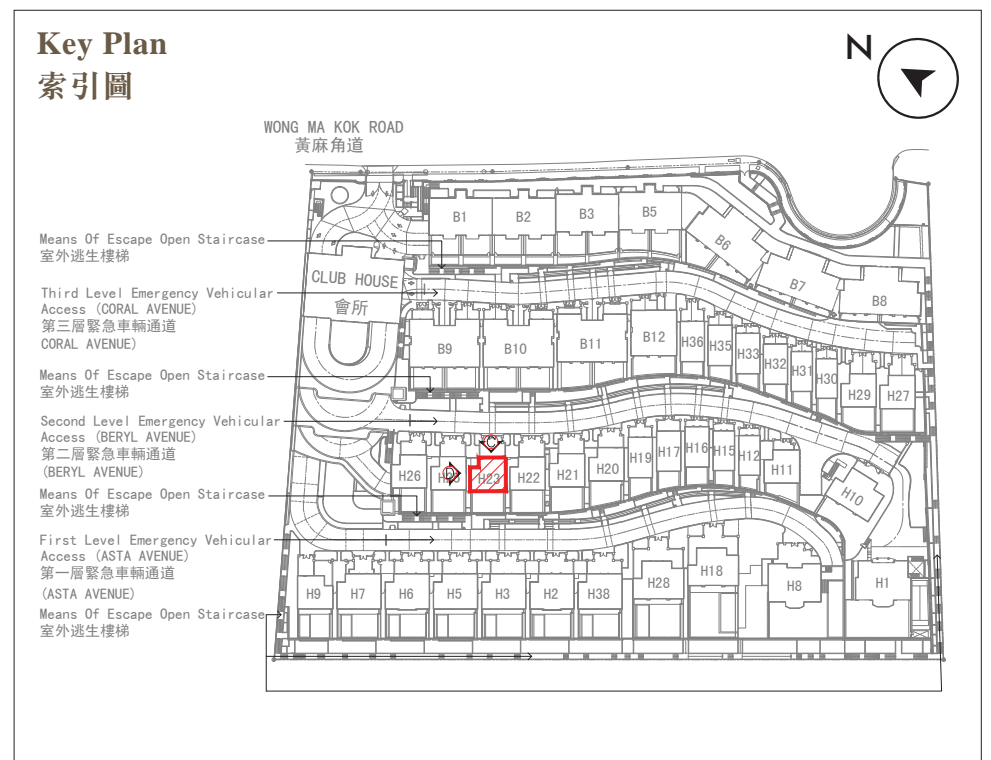 Key Plan
索引圖
N
WONG MA KOK ROAD
黃麻角道
Means Of Escape Open Staircase
室外逃生樓梯
Third Level Emergency Vehicular
Access (CORAL AVENUE)
第三層緊急車輛通道
CORAL AVENUE)
Means Of Escape Open Staircase
室外逃生樓梯
Second Level Emergency Vehicular
Access (BERYL AVENUE)
第二層緊急車輛通道
(BERYL AVENUE)
Means Of Escape Open Staircase
室外逃生樓梯
First Level Emergency Vehicular
Access (ASTA AVENUE)
第一層緊急車輛通道
(ASTA AVENUE)
Means Of Escape Open Staircase
室外逃生樓梯
CLUB HOUSE
會所
B1 B2 B3 B5
B6
B7
B8
B9 B10 B11 B12 H36 H35 H33 H32 H31 H30 H29 H27
H26 H23 H22 H21 H20 H19 H17 H16 H15 H12 H11
H10
C
D
H9 H7 H6 H5 H3 H2 H38 H28 H18 H8 H1